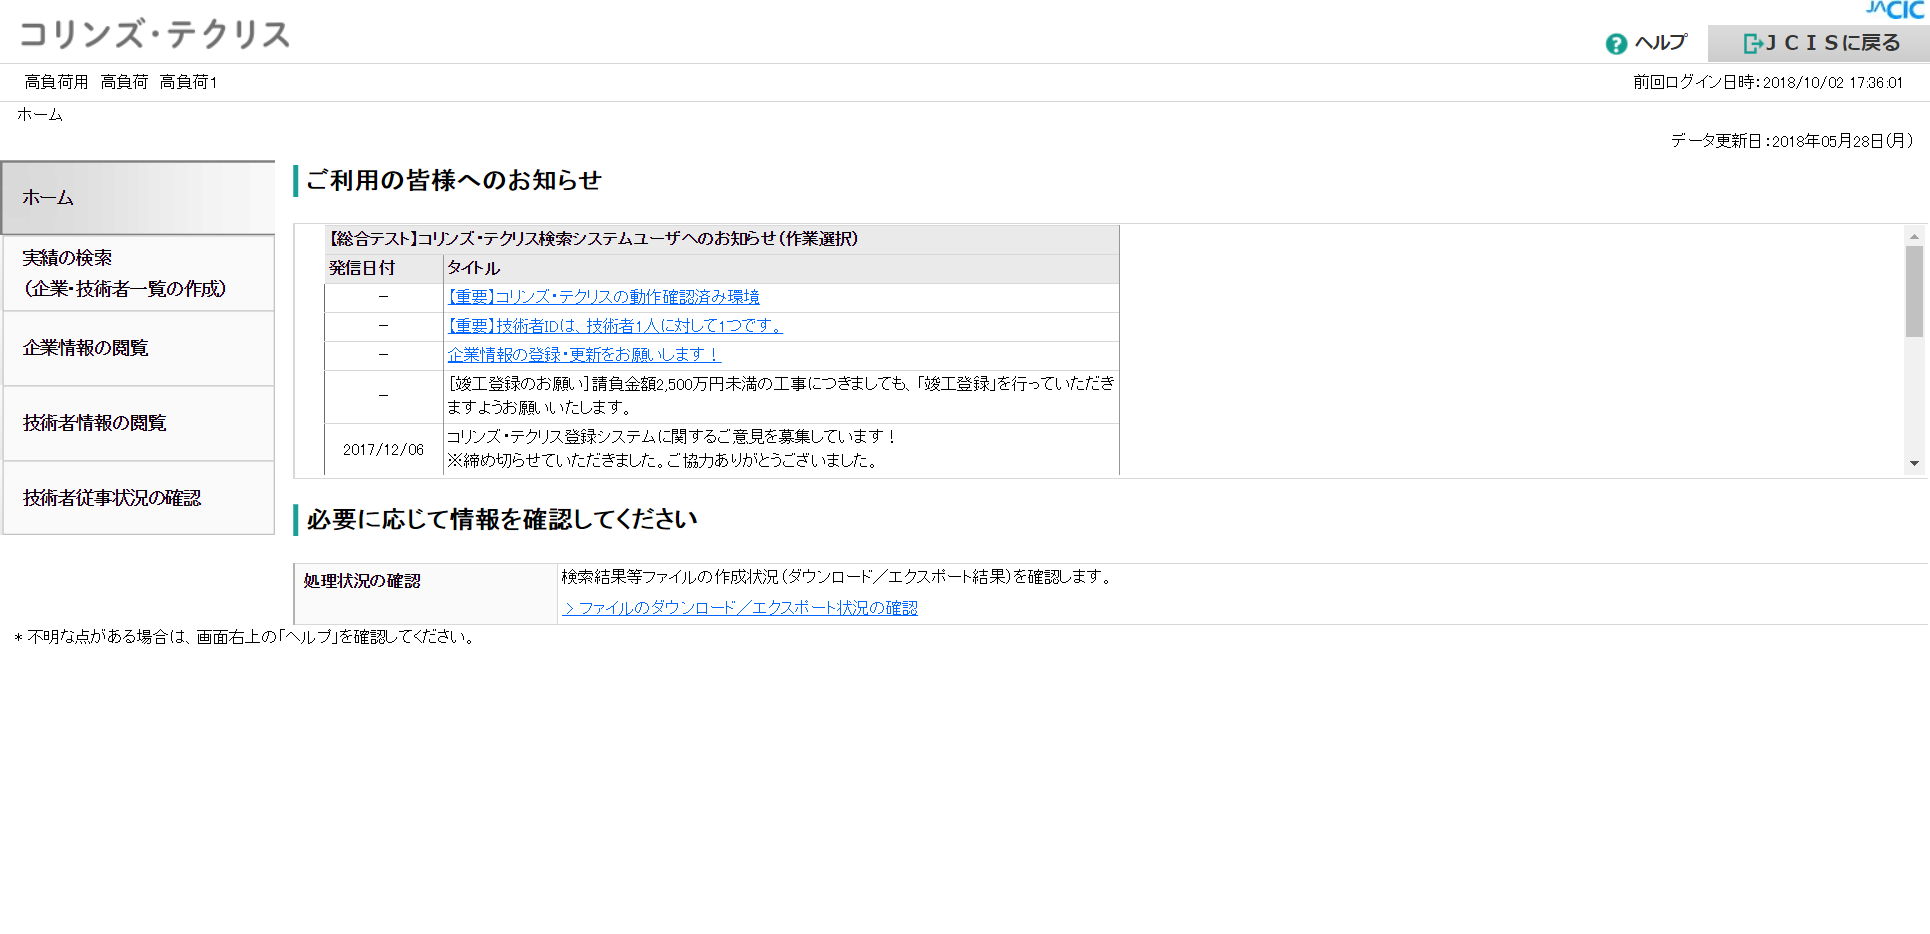 JACIC
コリンズ・テクリス
ヘルプ
ＪＣＩＳに戻る
高負荷用 高負荷 高負荷1
前回ログイン日時：2018/10/02 17:36:01
ホーム
データ更新日：2018年05月28日(月)
ホーム
実績の検索
（企業・技術者一覧の作成）
企業情報の閲覧
技術者情報の閲覧
技術者従事状況の確認
ご利用の皆様へのお知らせ
【総合テスト】コリンズ・テクリス検索システムユーザへのお知らせ（作業選択）
発信日付 タイトル
－ 【重要】コリンズ・テクリスの動作確認済み環境
－ 【重要】技術者IDは、技術者1人に対して1つです。
－ 企業情報の登録・更新をお願いします！
－ ［竣工登録のお願い］請負金額2,500万円未満の工事につきましても、「竣工登録」を行っていただき
ますようお願いいたします。
2017/12/06 コリンズ・テクリス登録システムに関するご意見を募集しています！
※締め切らせていただきました。ご協力ありがとうございました。
必要に応じて情報を確認してください
処理状況の確認 検索結果等ファイルの作成状況（ダウンロード／エクスポート結果）を確認します。
＞ファイルのダウンロード／エクスポート状況の確認
* 不明な点がある場合は、画面右上の「ヘルプ」を確認してください。